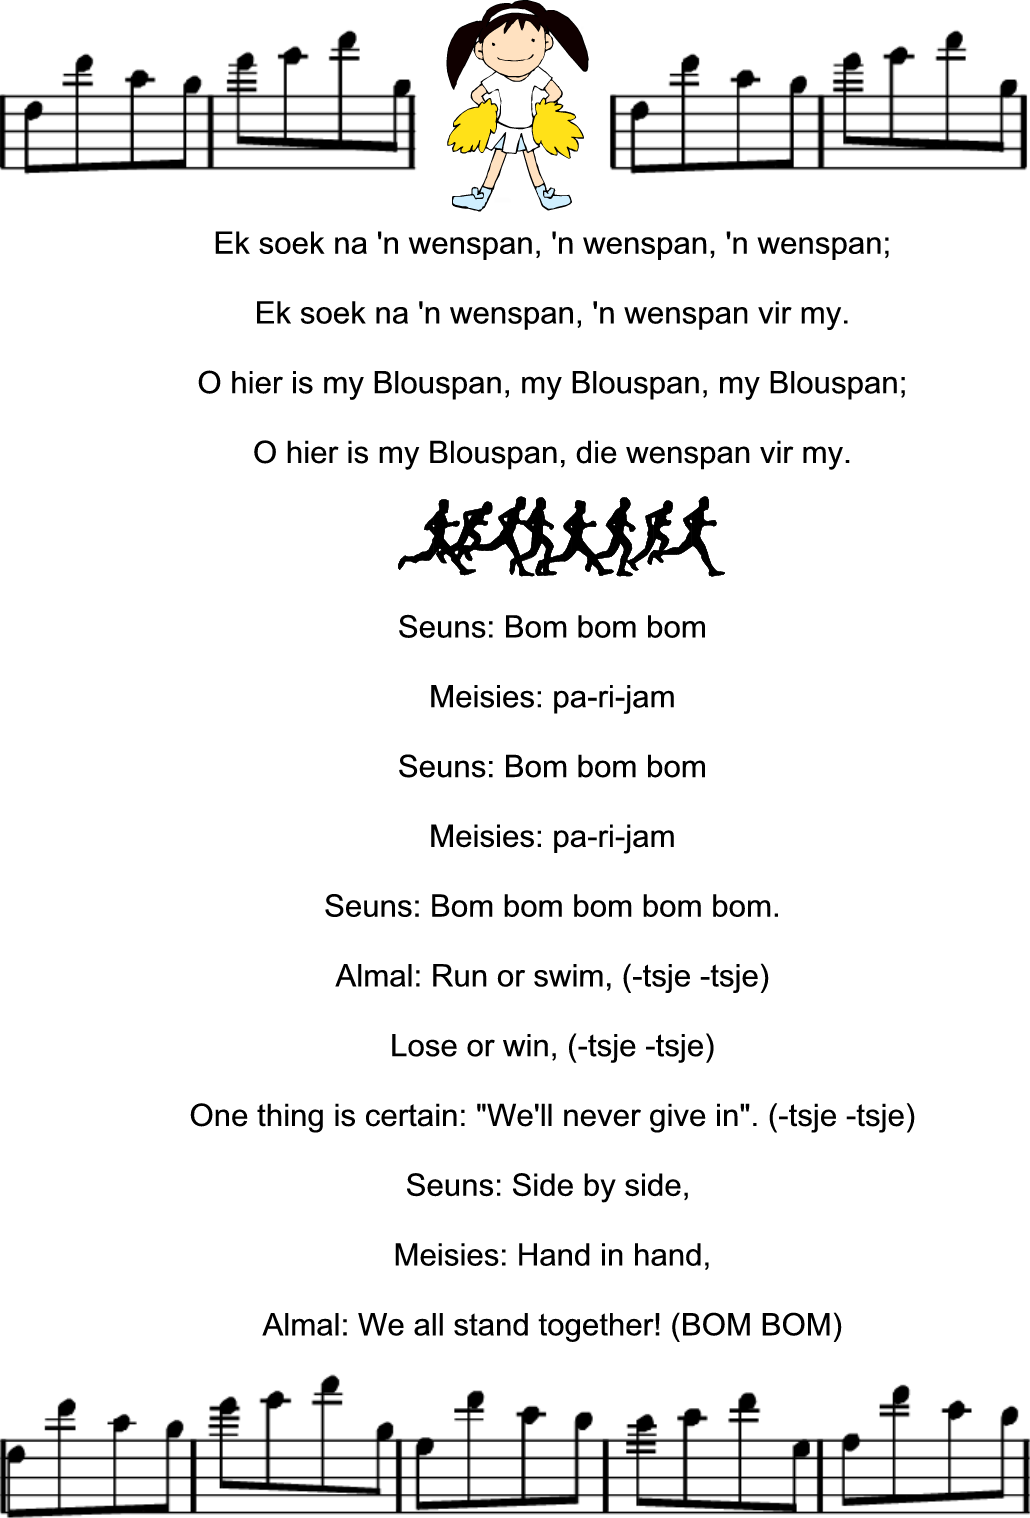 Ek soek na 'n wenspan, 'n wenspan, 'n wenspan;
Ek soek na 'n wenspan, 'n wenspan vir my.
O hier is my Blouspan, my Blouspan, my Blouspan;
O hier is my Blouspan, die wenspan vir my.
Seuns: Bom bom bom
Meisies: pa-ri-jam
Seuns: Bom bom bom
Meisies: pa-ri-jam
Seuns: Bom bom bom bom bom.
Almal: Run or swim, (-tsje -tsje)
Lose or win, (-tsje -tsje)
One thing is certain: "We'll never give in". (-tsje -tsje)
Seuns: Side by side,
Meisies: Hand in hand,
Almal: We all stand together! (BOM BOM)